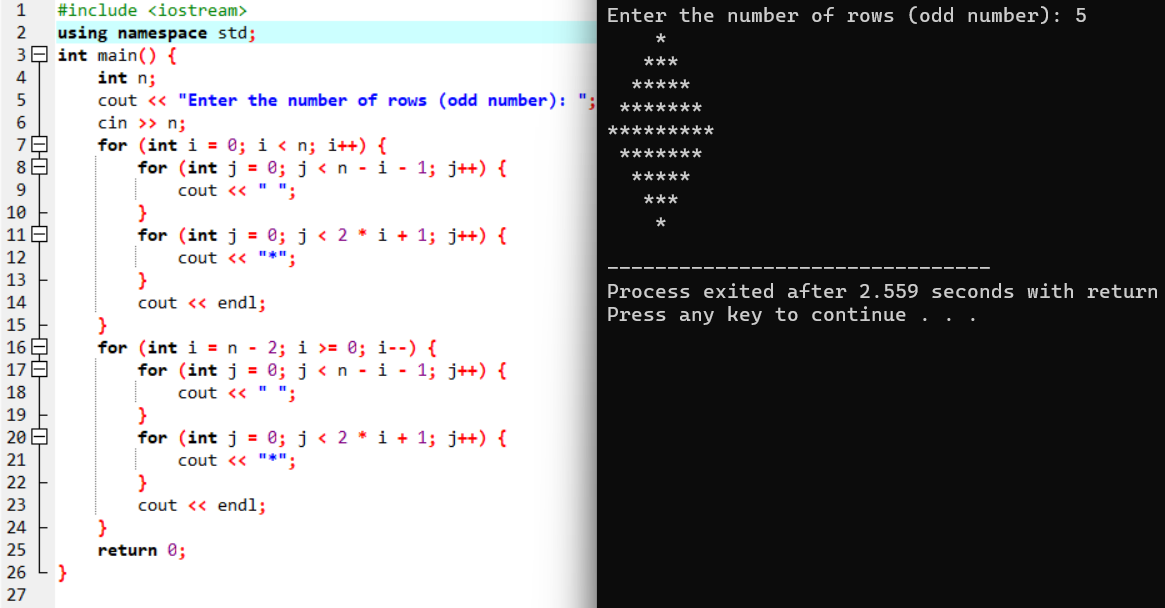 1 #include <iostream>
2 using namespace std;
3 int main() {
4     int n;
5     cout << "Enter the number of rows (odd number): ";
6     cin >> n;
7     for (int i = 0; i < n; i++) {
8         for (int j = 0; j < n - i - 1; j++) {
9             cout << " ";
10         }
11         for (int j = 0; j < 2 * i + 1; j++) {
12             cout << "*";
13         }
14         cout << endl;
15     }
16     for (int i = n - 2; i >= 0; i--) {
17         for (int j = 0; j < n - i - 1; j++) {
18             cout << " ";
19         }
20         for (int j = 0; j < 2 * i + 1; j++) {
21             cout << "*";
22         }
23         cout << endl;
24     }
25     return 0;
26 }
27
Enter the number of rows (odd number): 5
    *
   ***
  *****
 *******
*********
 *******
  *****
   ***
    *
--------------------------------
Process exited after 2.559 seconds with return
Press any key to continue . . .